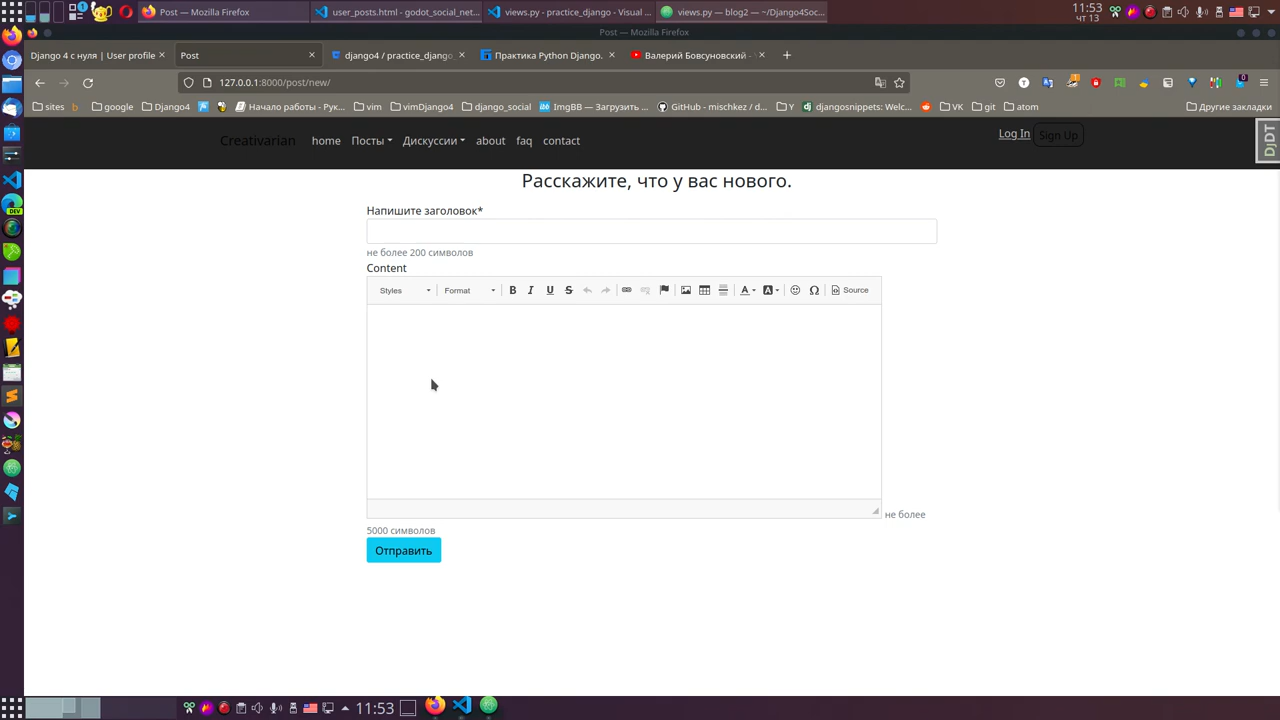 Post — Mozilla Firefox
user_posts.html - godot_social_net...
views.py - practice_django - Visual ...
views.py — blog2 — ~/Django4Soc...
11:53
чт 13
Post — Mozilla Firefox
Django 4 с нуля | User profile
Post
django4 / practice_django
Практика Python Django.
Валерий Бовсуновский -
127.0.0.1:8000/post/new/
sites
google
Django4
Начало работы - Рук...
vim
vimDjango4
django_social
ImgBB — Загрузить ...
GitHub - mischkez / d...
Y
djangosnippets: Welc...
VK
git
atom
Другие закладки
Creativarian
home
Посты
Дискуссии
about
faq
contact
Log In
Sign Up
DjDT
Расскажите, что у вас нового.
Напишите заголовок*
не более 200 символов
Content
Styles
Format
B I U S
Source
не более
5000 символов
Отправить
DEV
11:53